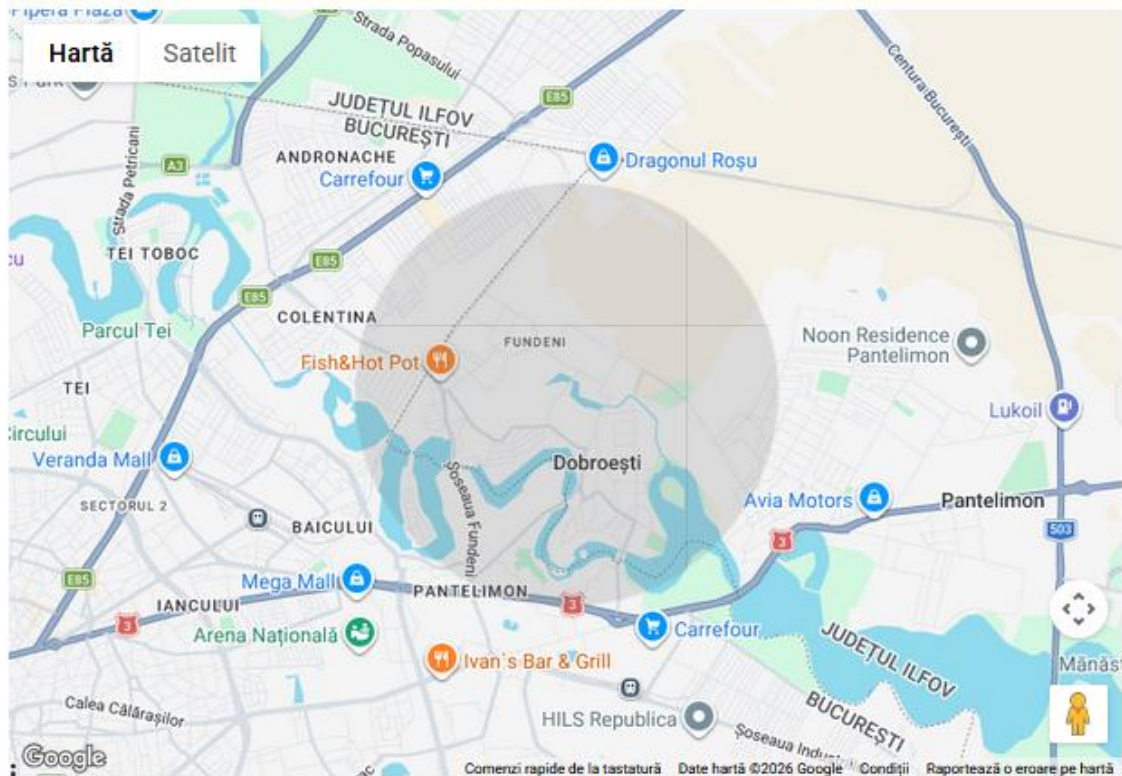 Pipera Plaza
Hartă
Satelit
Strada Popasului
Centura București
E85
JUDEȚUL ILFOV
BUCUREȘTI
Strada Petricani
A3
ANDRONACHE
Carrefour
Dragonul Roșu
TEI TOBOC
E85
E85
COLENTINA
Parcul Tei
FUNDENI
Noon Residence
Pantelimon
Fish&Hot Pot
TEI
Lukoil
Circului
Veranda Mall
Dobroești
Șoseaua Fundeni
Avia Motors
Pantelimon
SECTORUL 2
BAICULUI
3
503
E85
Mega Mall
PANTELIMON
IANCULUI
3
3
Arena Națională
Carrefour
JUDEȚUL ILFOV
BUCUREȘTI
Ivan`s Bar & Grill
Calea Călărașilor
HILS Republica
Google
Comenzi rapide de la tastatură
Date hartă ©2026 Google
Condiții
Raportează o eroare pe hartă